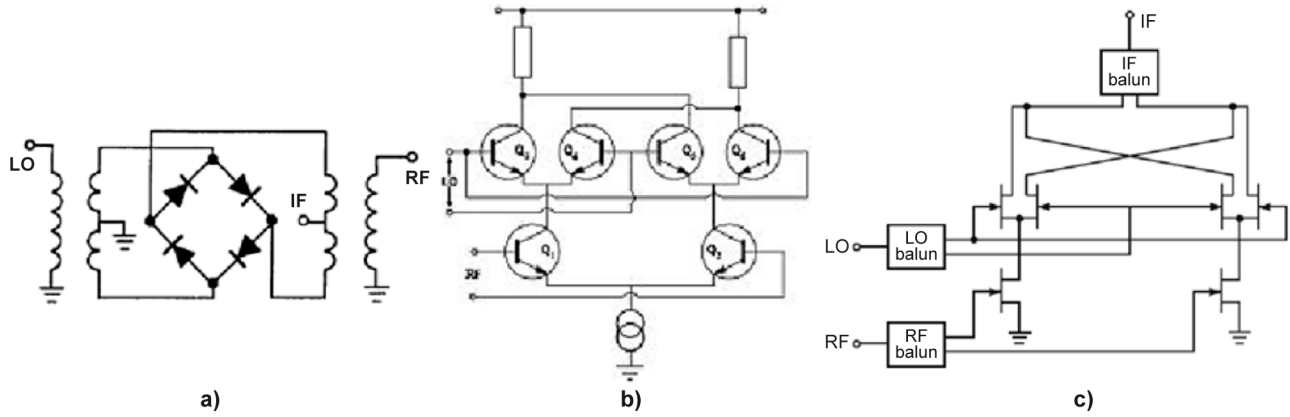 LO
IF
RF
a)
Q3
Q4
Q5
Q6
LO
Q1
Q2
RF
b)
IF
IF
balun
LO
LO
balun
RF
RF
balun
c)